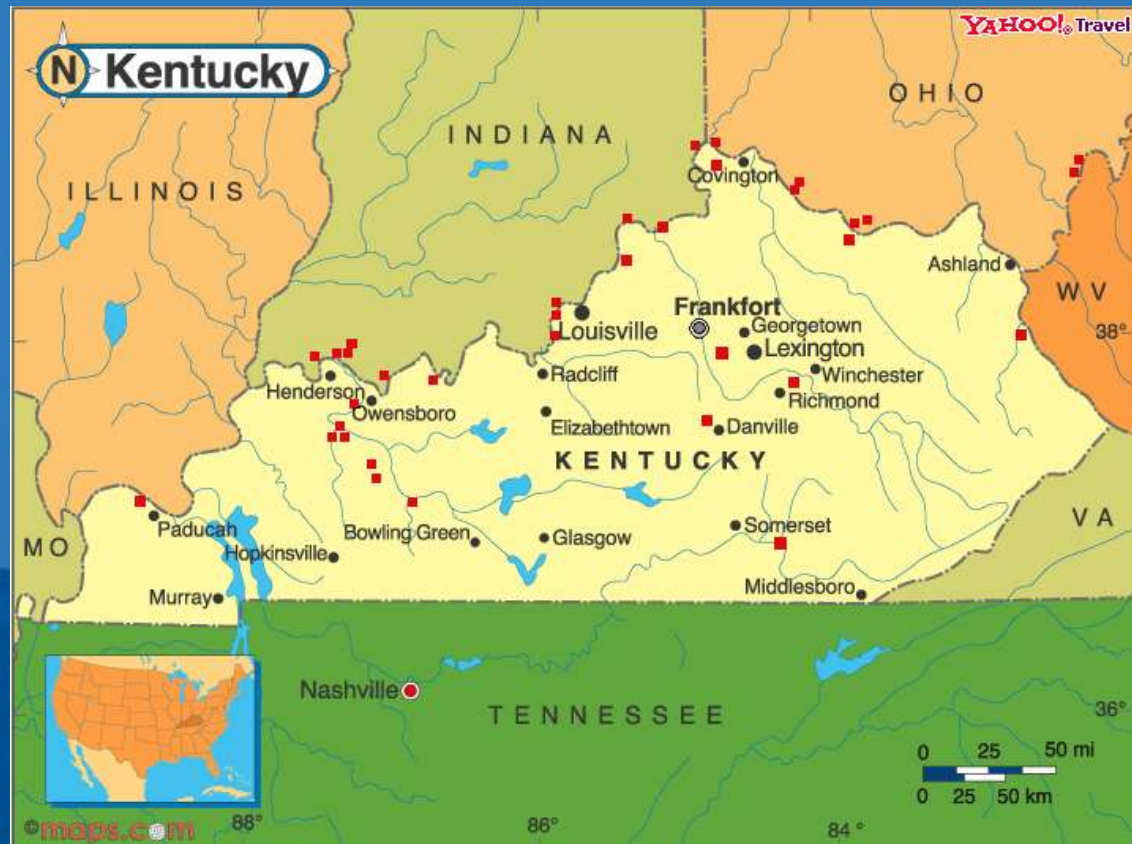 YAHOO!® Travel
N Kentucky
OHIO
INDIANA
ILLINOIS
Covington
Ashland
WV
Frankfort
38°
Louisville
Georgetown
Lexington
Radcliff
Winchester
Henderson
Richmond
Owensboro
Elizabethtown
Danville
KENTUCKY
Paducah
Somerset
VA
MO
Bowling Green
Glasgow
Hopkinsville
Middlesboro
Murray
Nashville
TENNESSEE
36°
0 25 50 mi
0 25 50 km
©maps.com
88°
86°
84°